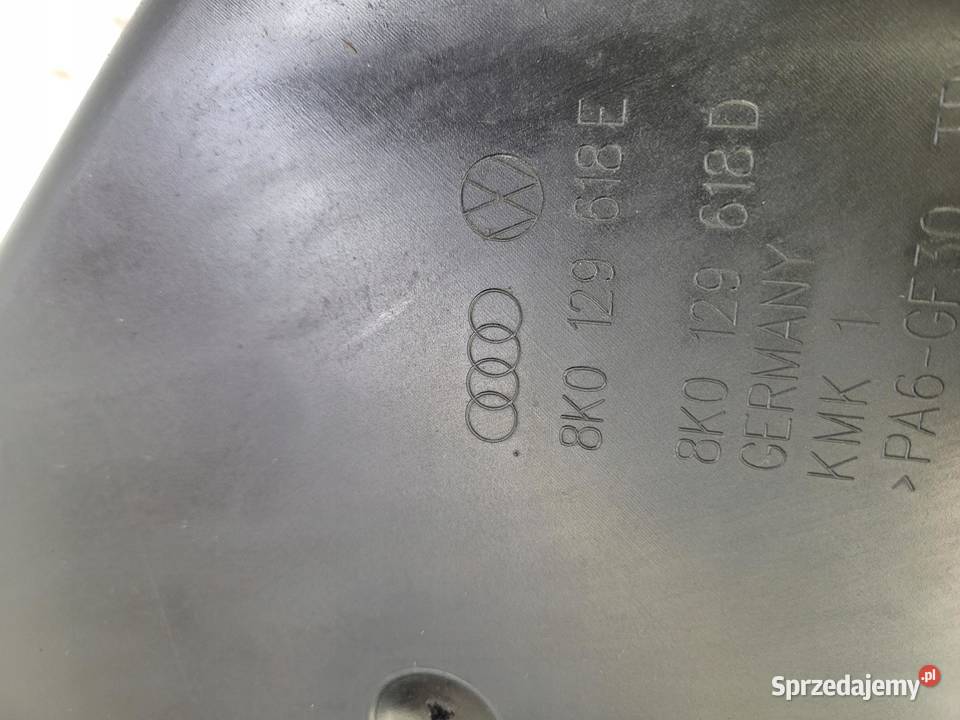 8K0 129 618 E
8K0 129 618 D
GERMANY
KMK 1
>PA6-GF30
Sprzedajemy.pl